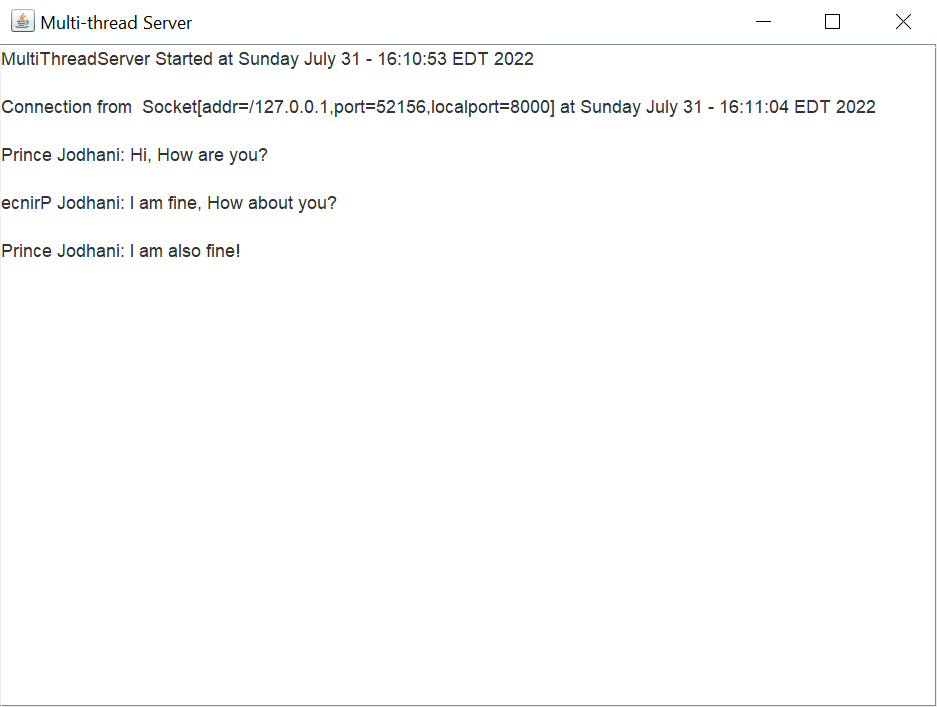 Multi-thread Server
MultiThreadServer Started at Sunday July 31 - 16:10:53 EDT 2022
Connection from  Socket[addr=/127.0.0.1,port=52156,localport=8000] at Sunday July 31 - 16:11:04 EDT 2022
Prince Jodhani: Hi, How are you?
ecnirP Jodhani: I am fine, How about you?
Prince Jodhani: I am also fine!